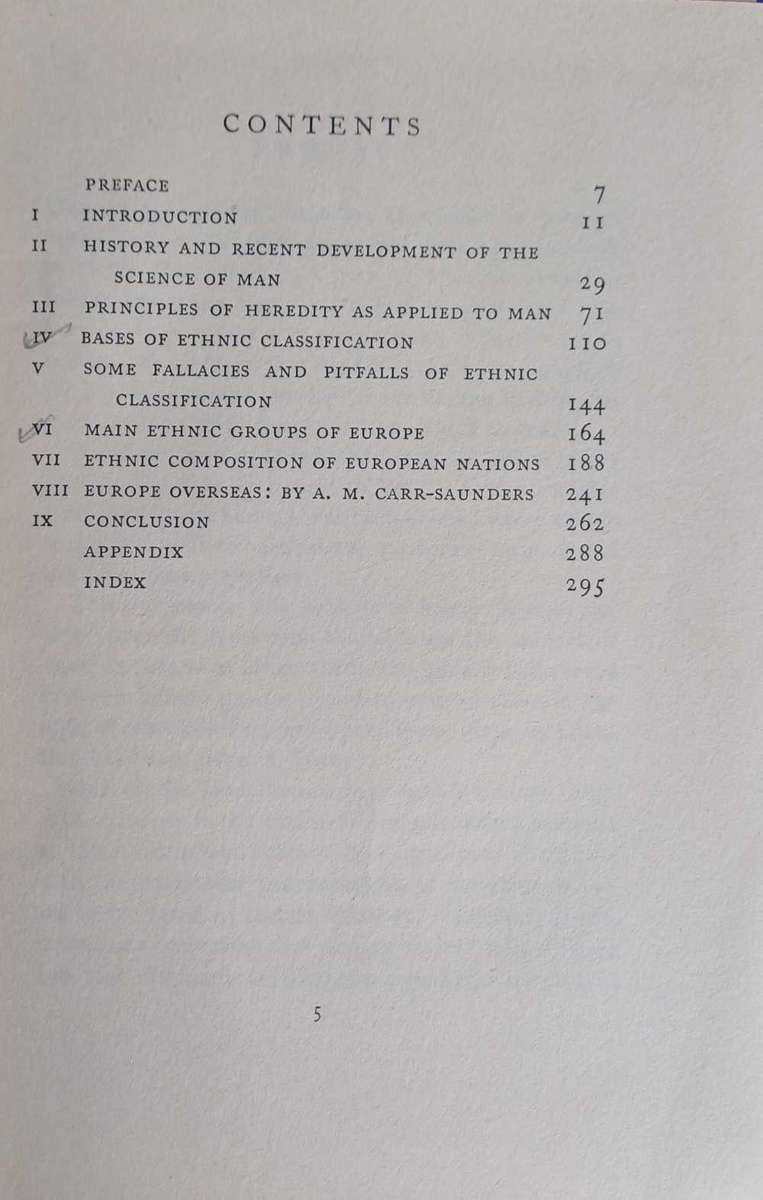 CONTENTS
PREFACE 7
I INTRODUCTION 11
II HISTORY AND RECENT DEVELOPMENT OF THE
SCIENCE OF MAN 29
III PRINCIPLES OF HEREDITY AS APPLIED TO MAN 71
IV BASES OF ETHNIC CLASSIFICATION 110
V SOME FALLACIES AND PITFALLS OF ETHNIC
CLASSIFICATION 144
VI MAIN ETHNIC GROUPS OF EUROPE 164
VII ETHNIC COMPOSITION OF EUROPEAN NATIONS 188
VIII EUROPE OVERSEAS: BY A. M. CARR-SAUNDERS 241
IX CONCLUSION 262
APPENDIX 288
INDEX 295
5